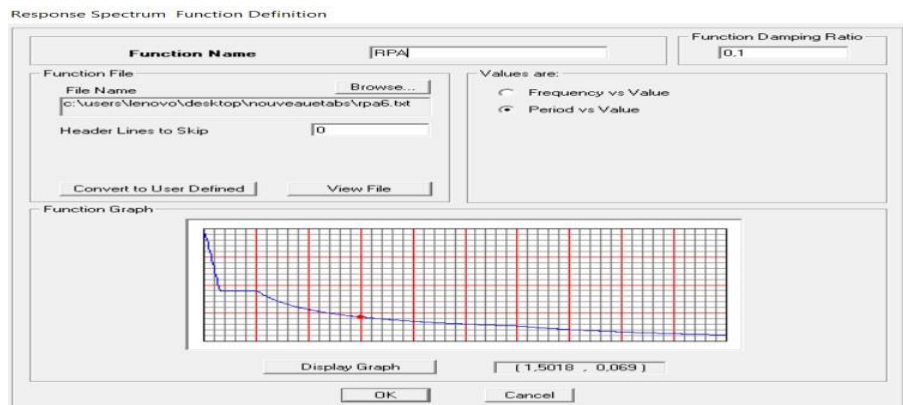 Response Spectrum Function Definition
Function Name
RPA
Function Damping Ratio
0,1
Function File
File Name
Browse...
c:\users\lenovo\desktop\nouveauetabs\rpa6.txt
Header Lines to Skip
0
Convert to User Defined
View File
Values are:
Frequency vs Value
Period vs Value
Function Graph
Display Graph
(1,5018 , 0,069)
OK
Cancel